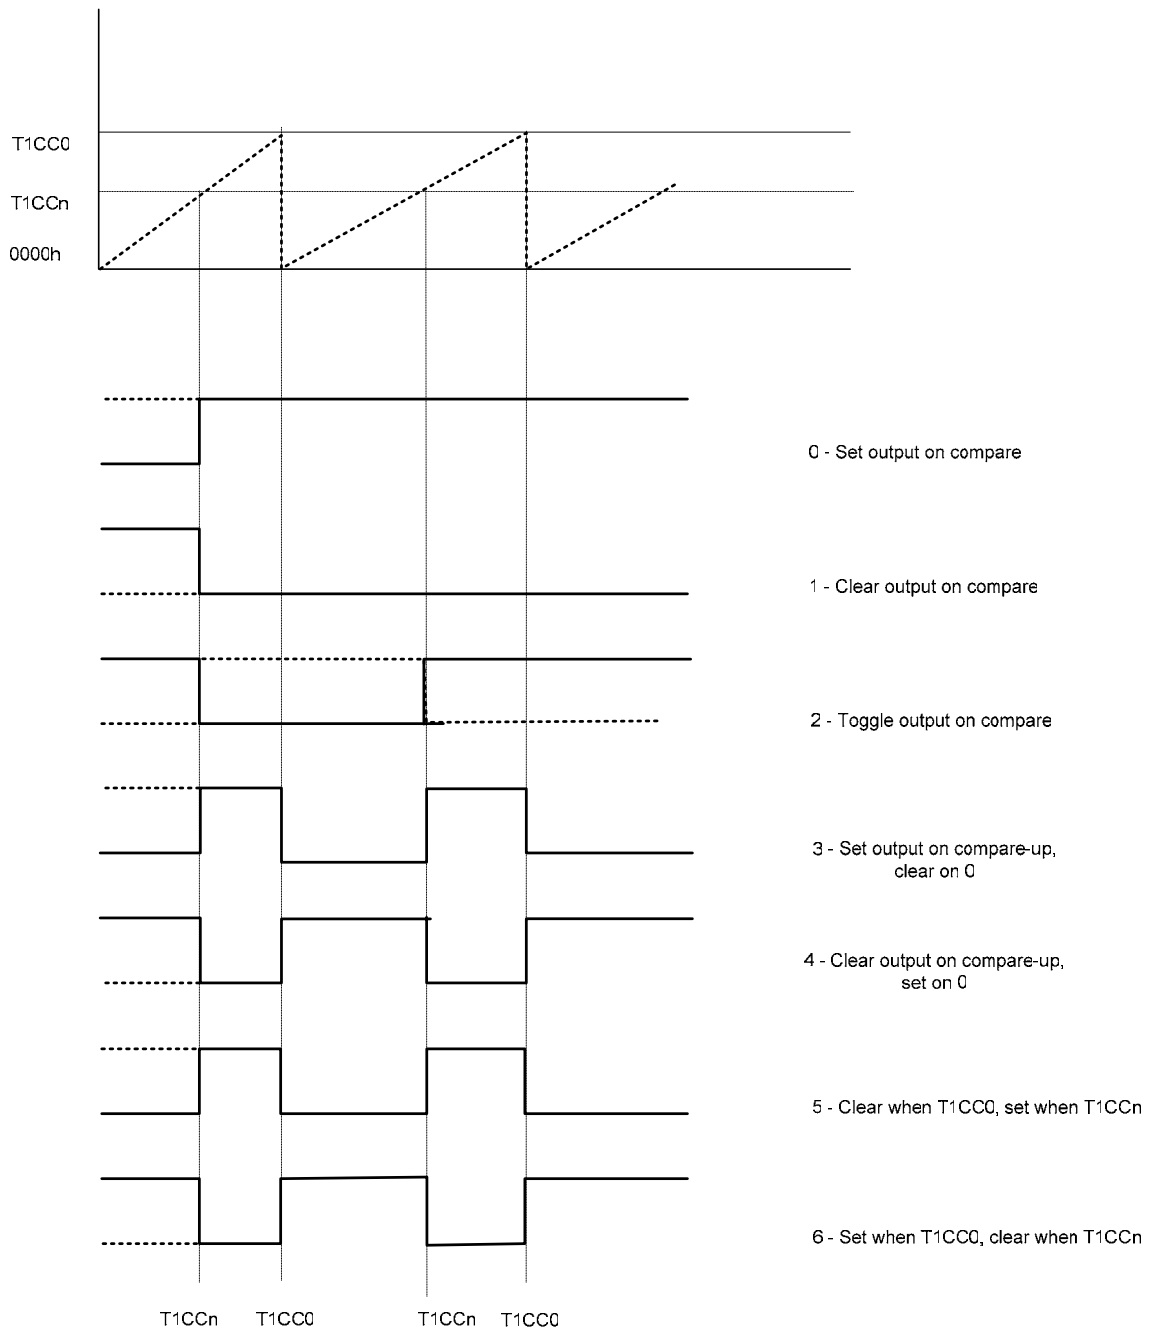 T1CC0
T1CCn
0000h
0 - Set output on compare
1 - Clear output on compare
2 - Toggle output on compare
3 - Set output on compare-up,
clear on 0
4 - Clear output on compare-up,
set on 0
5 - Clear when T1CC0, set when T1CCn
6 - Set when T1CC0, clear when T1CCn
T1CCn T1CC0 T1CCn T1CC0